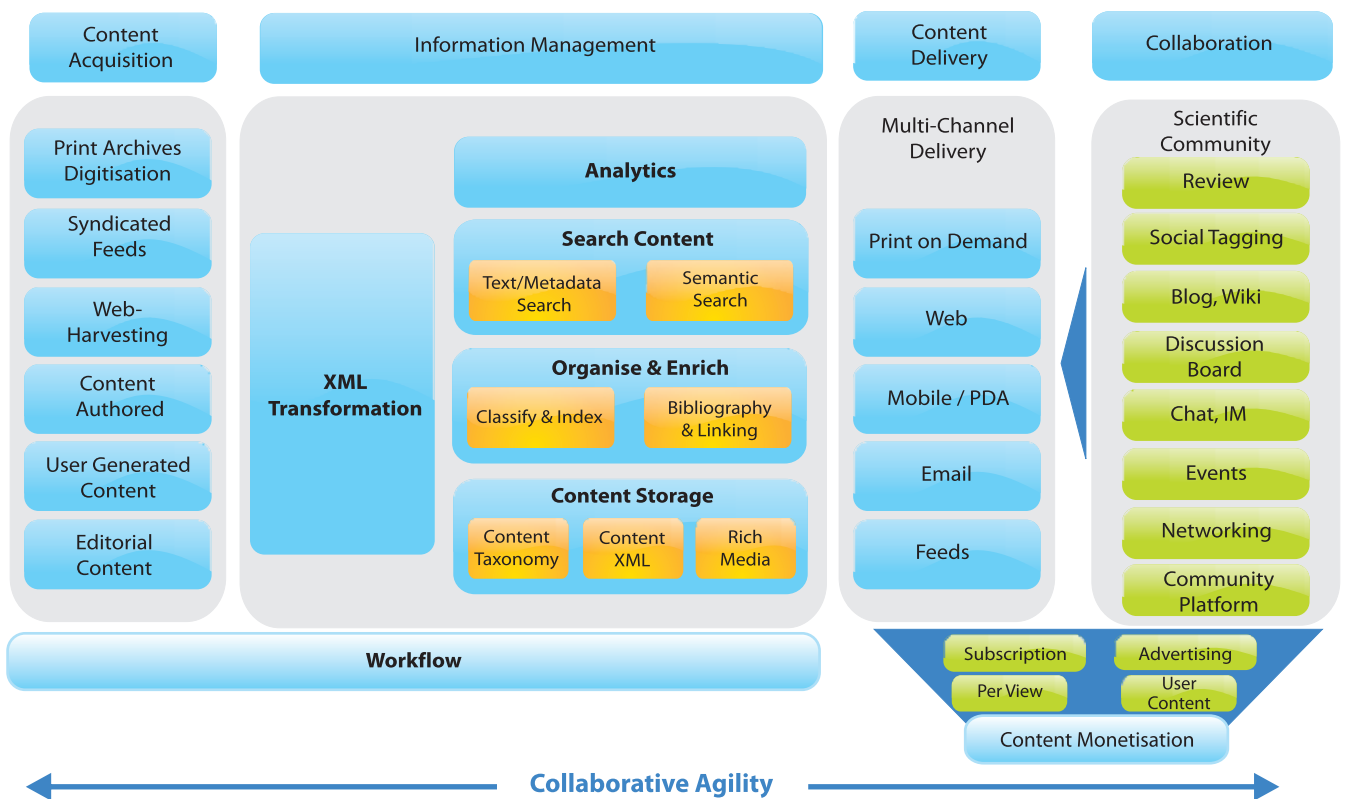 Content
Acquisition
Information Management
Content
Delivery
Collaboration
Print Archives
Digitisation
Syndicated
Feeds
Web-
Harvesting
Content
Authored
User Generated
Content
Editorial
Content
XML
Transformation
Analytics
Search Content
Text/Metadata
Search
Semantic
Search
Organise & Enrich
Classify & Index
Bibliography
& Linking
Content Storage
Content
Taxonomy
Content
XML
Rich
Media
Multi-Channel
Delivery
Print on Demand
Web
Mobile / PDA
Email
Feeds
Scientific
Community
Review
Social Tagging
Blog, Wiki
Discussion
Board
Chat, IM
Events
Networking
Community
Platform
Workflow
Subscription
Advertising
Per View
User
Content
Content Monetisation
Collaborative Agility